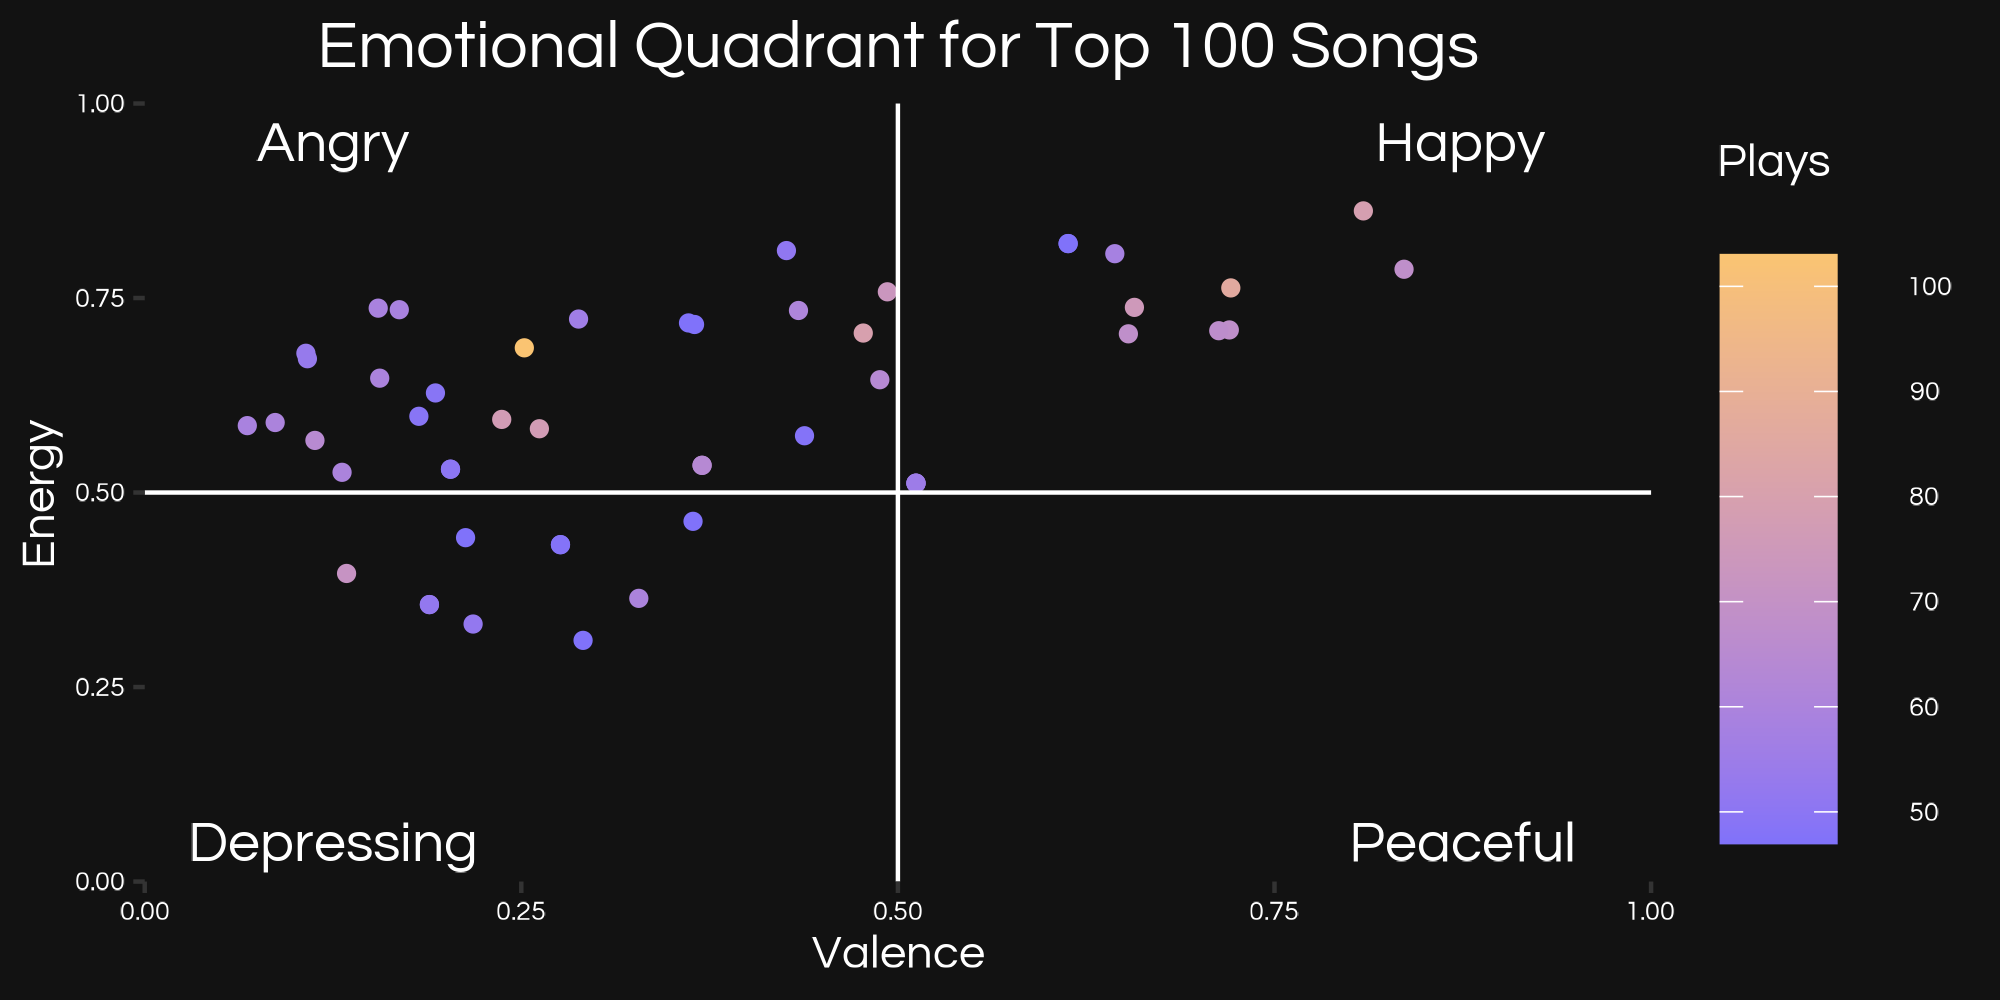 Emotional Quadrant for Top 100 Songs
1.00
Angry
Happy
Plays
0.75
100
90
Energy
0.50
80
70
0.25
60
50
Depressing
Peaceful
0.00
0.00
0.25
0.50
0.75
1.00
Valence